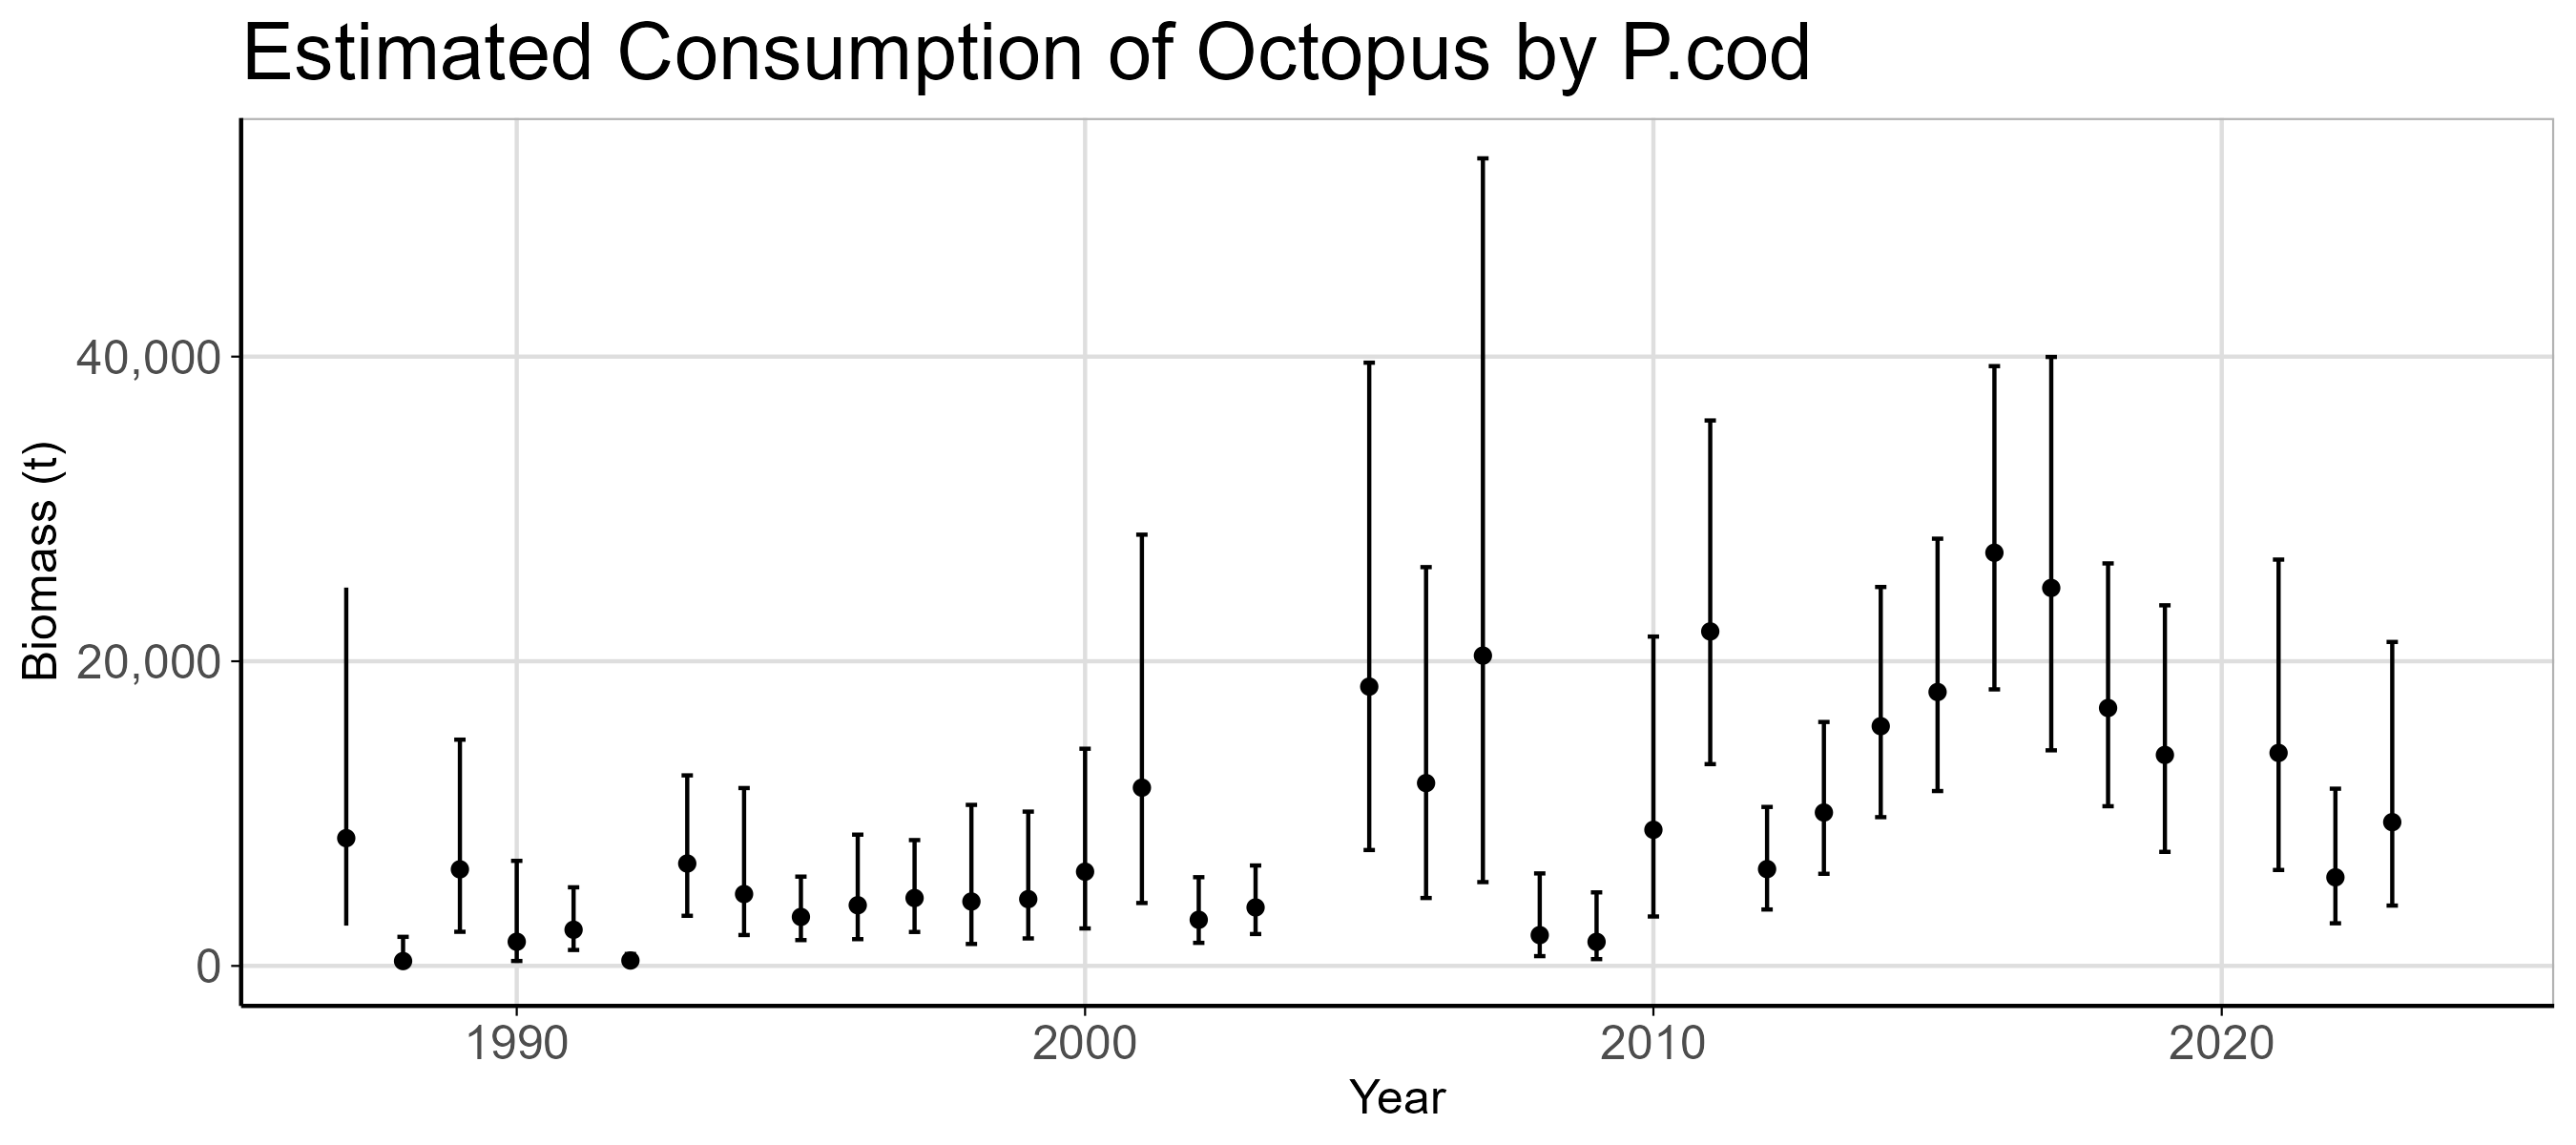 Estimated Consumption of Octopus by P.cod
Biomass (t)
40,000
20,000
0
1990 2000 2010 2020
Year